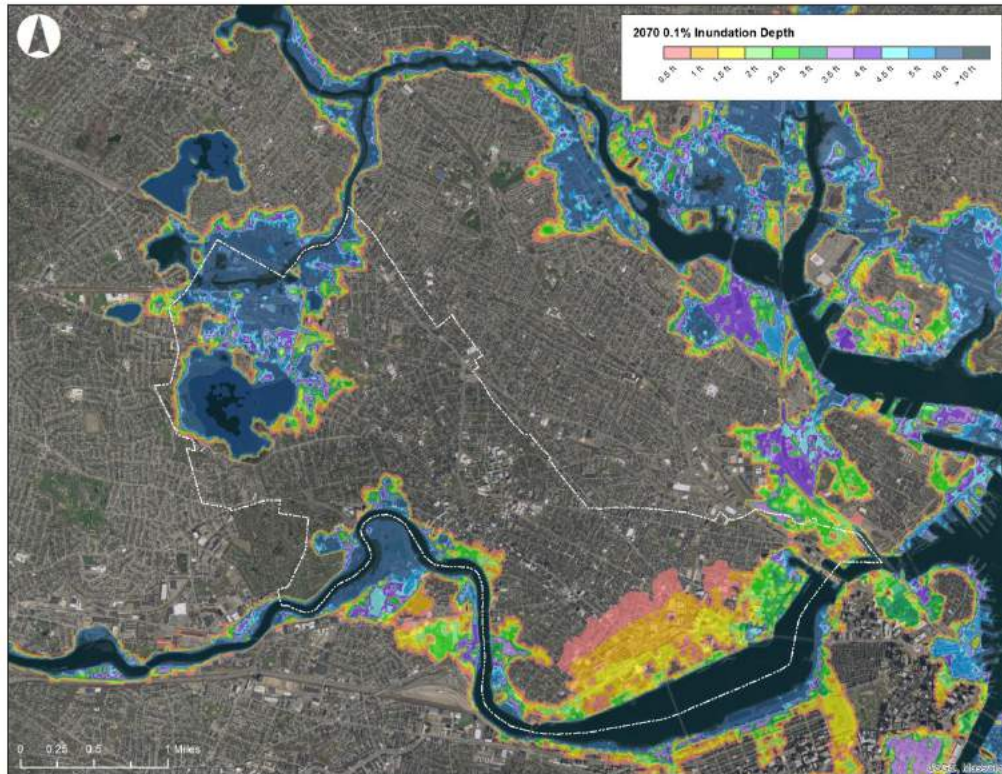 2070 0.1% Inundation Depth
0.5 ft
1 ft
1.5 ft
2 ft
2.5 ft
3 ft
3.5 ft
4 ft
4.5 ft
5 ft
10 ft
> 10 ft
0 0.25 0.5 1 Miles